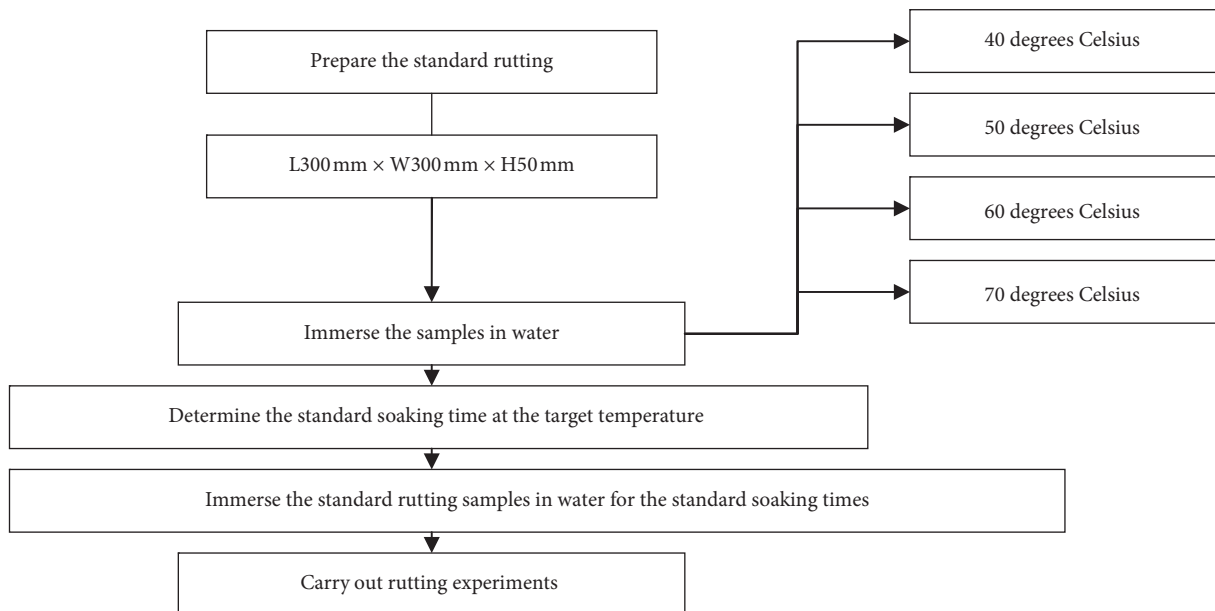 Prepare the standard rutting
L300 mm × W300 mm × H50 mm
Immerse the samples in water
40 degrees Celsius
50 degrees Celsius
60 degrees Celsius
70 degrees Celsius
Determine the standard soaking time at the target temperature
Immerse the standard rutting samples in water for the standard soaking times
Carry out rutting experiments